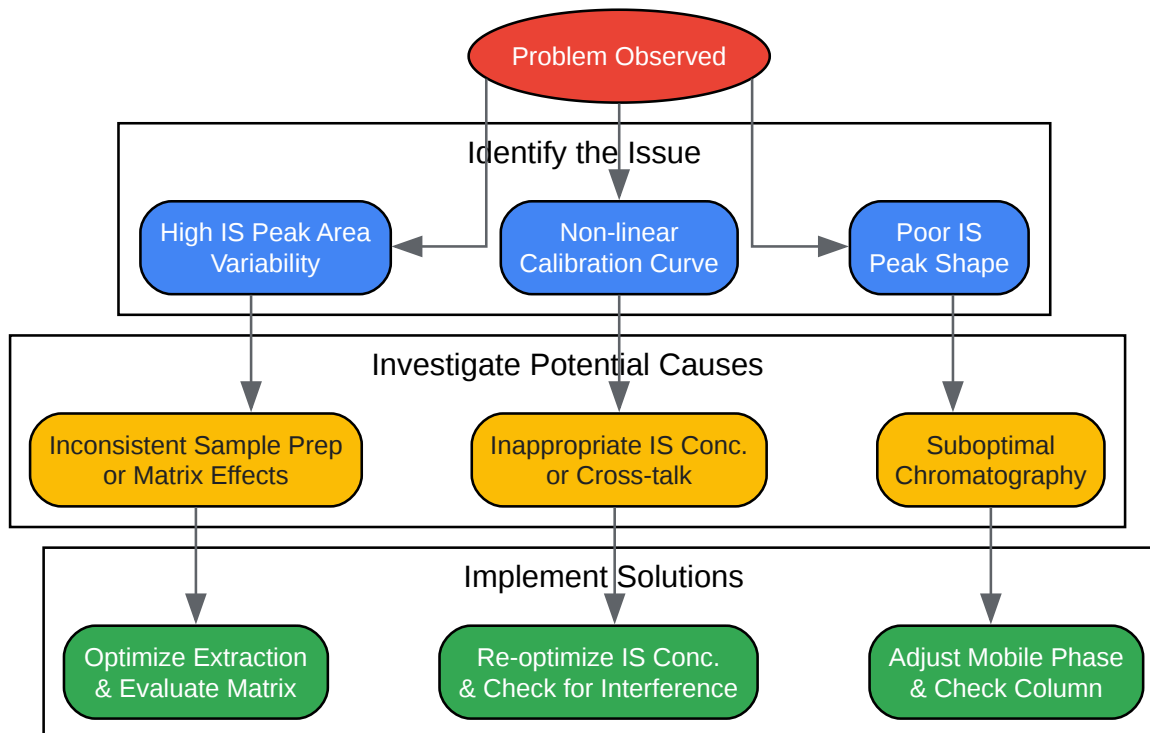 Problem Observed
Identify the Issue
High IS Peak Area
Variability
Non-linear
Calibration Curve
Poor IS
Peak Shape
Investigate Potential Causes
Inconsistent Sample Prep
or Matrix Effects
Inappropriate IS Conc.
or Cross-talk
Suboptimal
Chromatography
Implement Solutions
Optimize Extraction
& Evaluate Matrix
Re-optimize IS Conc.
& Check for Interference
Adjust Mobile Phase
& Check Column